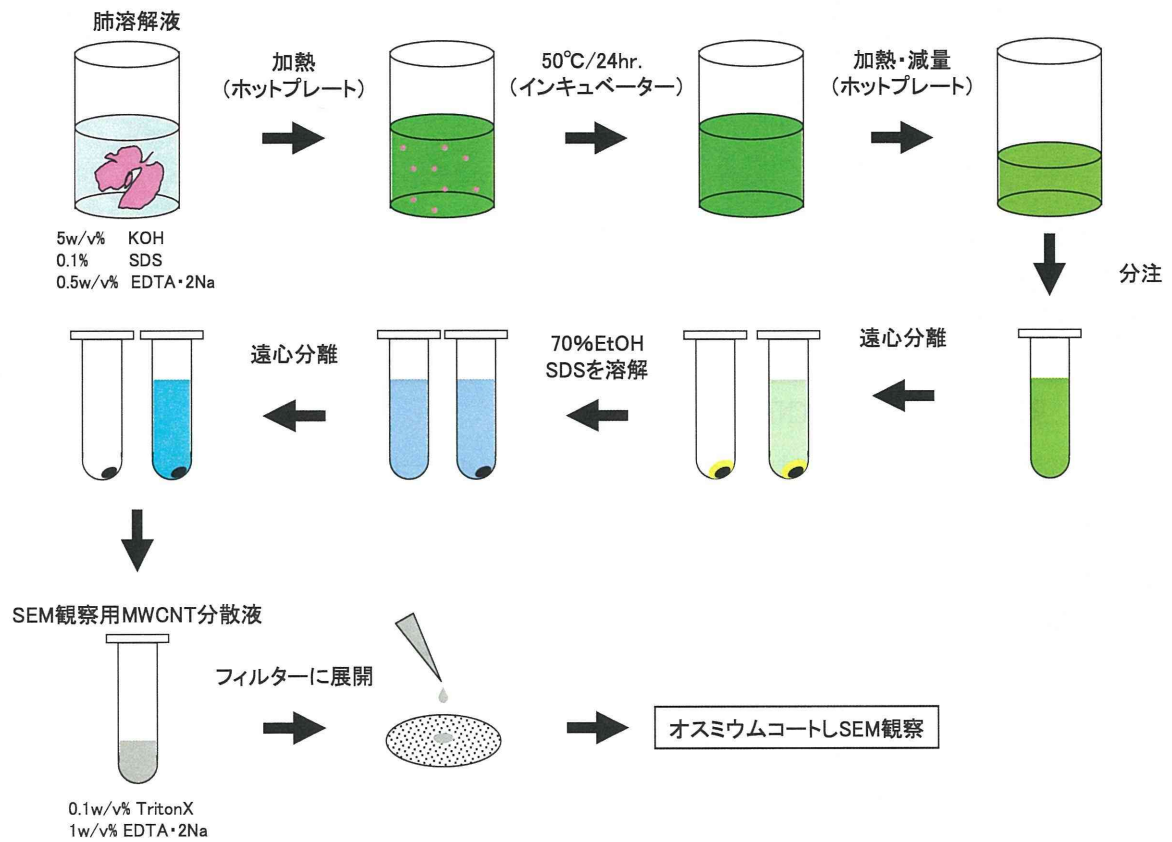 肺溶解液
加熱
(ホットプレート)
50℃/24hr.
(インキュベーター)
加熱・減量
(ホットプレート)
5w/v% KOH
0.1% SDS
0.5w/v% EDTA・2Na
分注
遠心分離
70%EtOH
SDSを溶解
遠心分離
SEM観察用MWCNT分散液
フィルターに展開
オスミウムコートしSEM観察
0.1w/v% TritonX
1w/v% EDTA・2Na